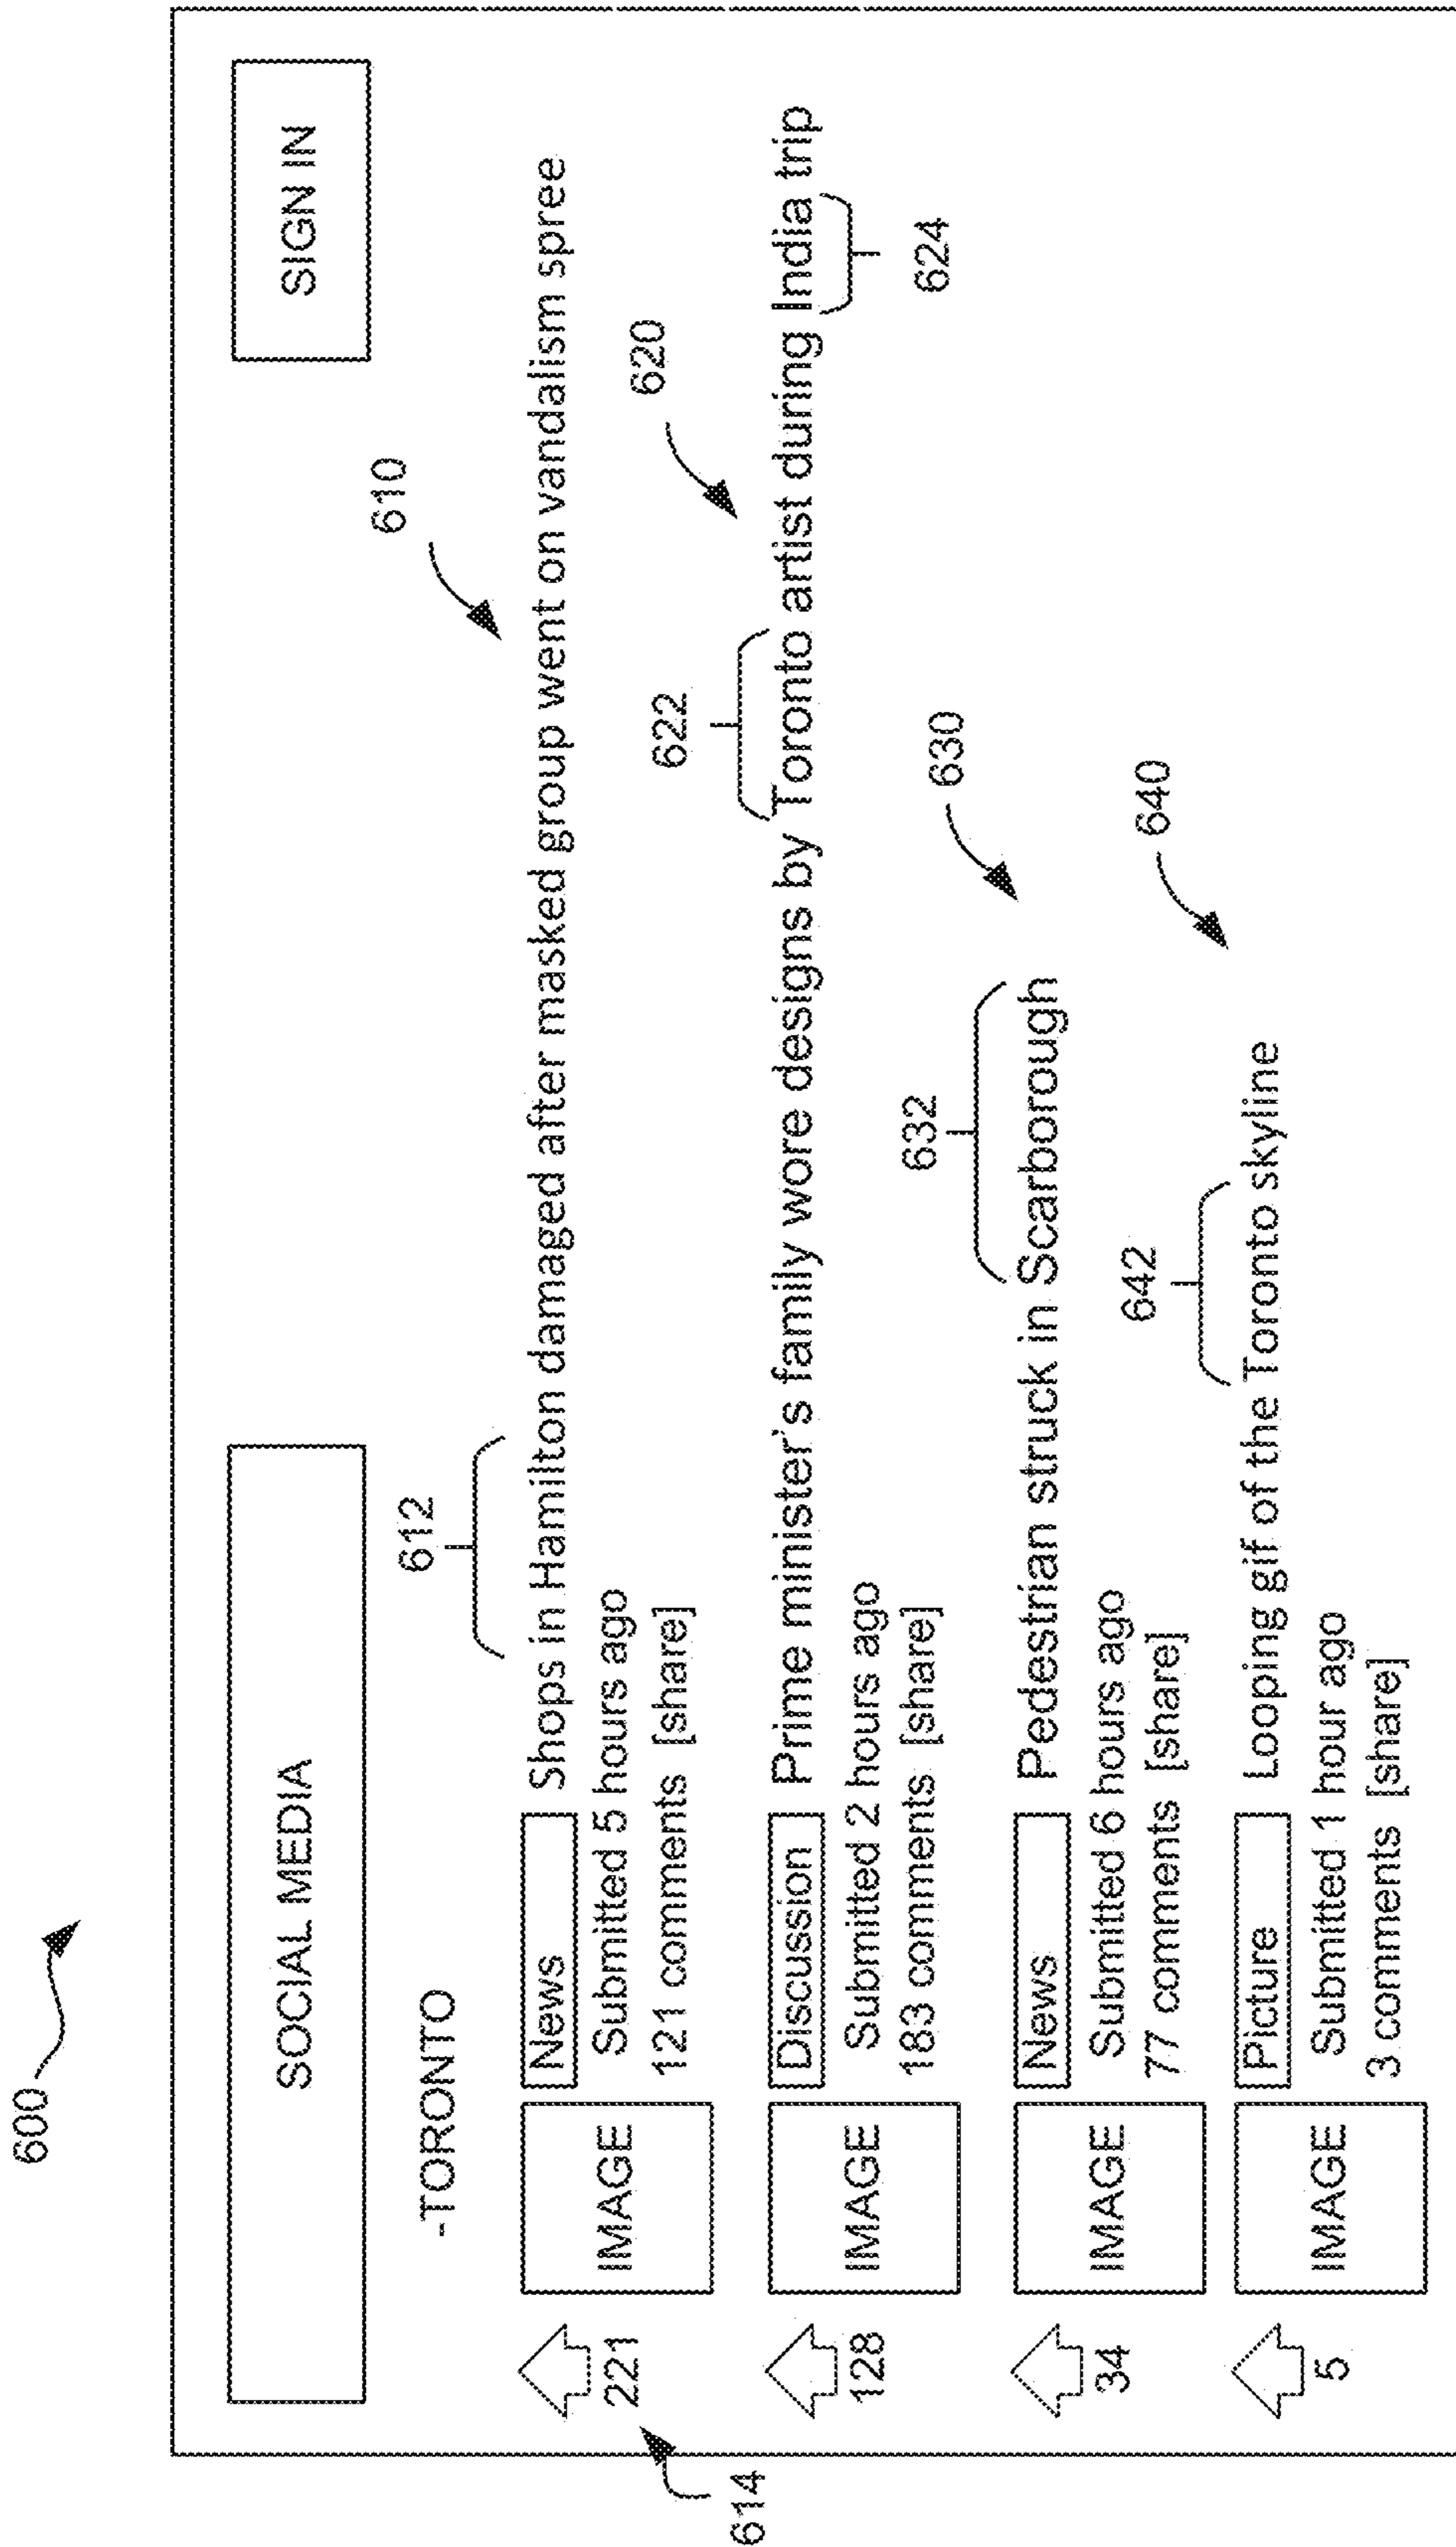 600
SOCIAL MEDIA
SIGN IN
-TORONTO
612
610
News
Shops in Hamilton damaged after masked group went on vandalism spree
Submitted 5 hours ago
121 comments [share]
IMAGE
221
614
622
620
Discussion
Prime minister's family wore designs by Toronto artist during India trip
624
Submitted 2 hours ago
183 comments [share]
IMAGE
128
632
630
News
Pedestrian struck in Scarborough
Submitted 6 hours ago
77 comments [share]
IMAGE
34
642
640
Picture
Looping gif of the Toronto skyline
Submitted 1 hour ago
3 comments [share]
IMAGE
5